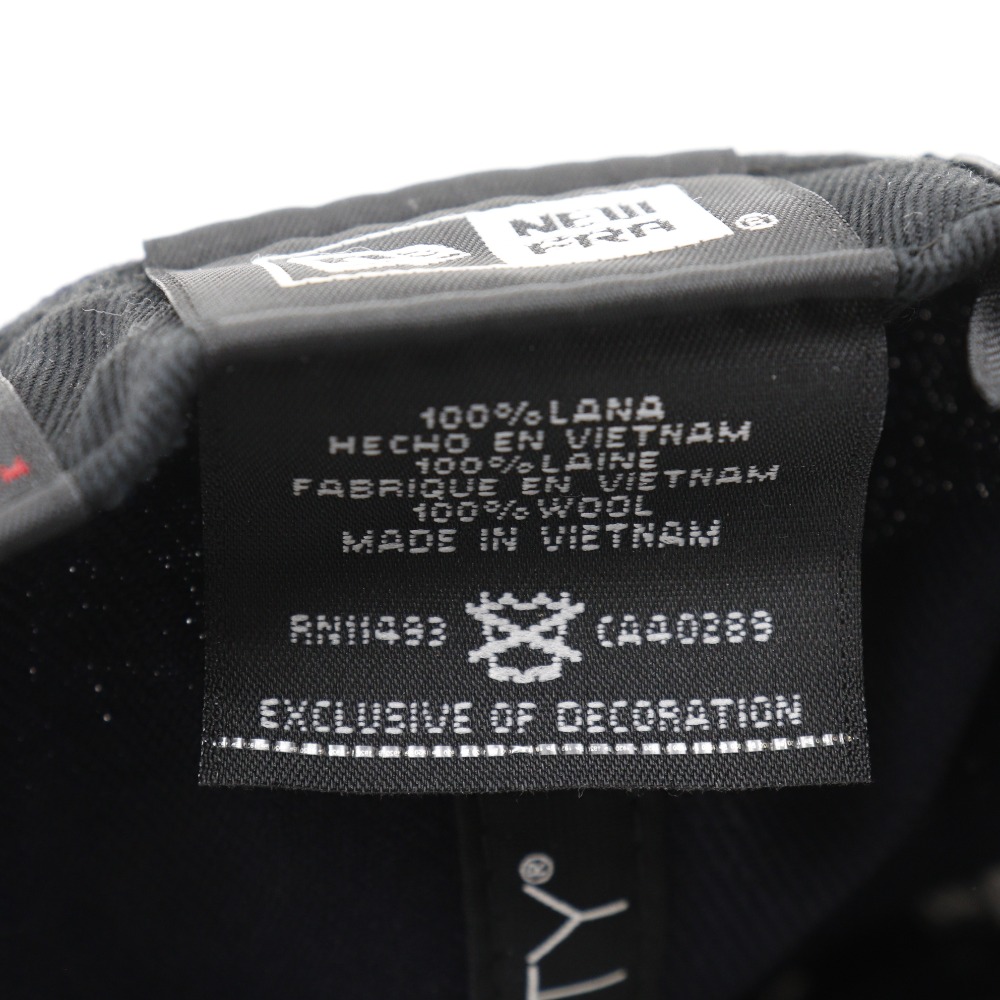 NEW
ERA®
100% LANA
HECHO EN VIETNAM
100% LAINE
FABRIQUE EN VIETNAM
100% WOOL
MADE IN VIETNAM
RN11493 CA40389
EXCLUSIVE OF DECORATION
TY®